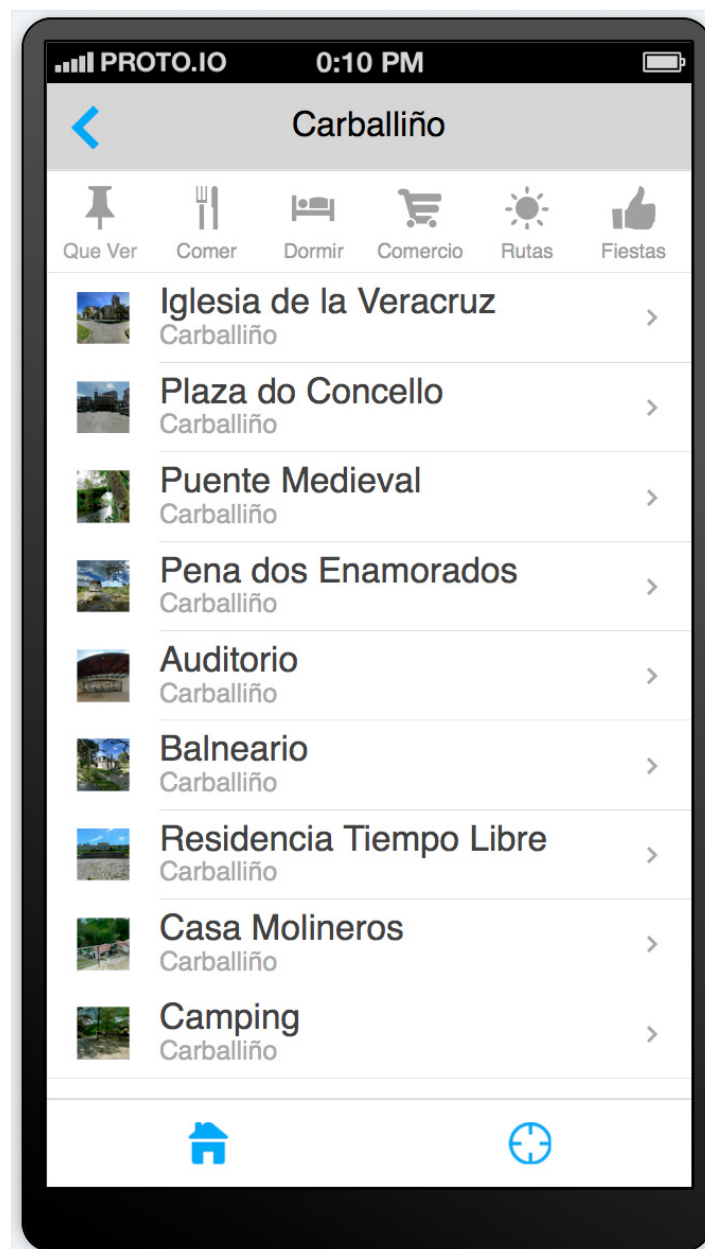 PROTO.IO 0:10 PM
Carballiño
Que Ver Comer Dormir Comercio Rutas Fiestas
Iglesia de la Veracruz
Carballiño
Plaza do Concello
Carballiño
Puente Medieval
Carballiño
Pena dos Enamorados
Carballiño
Auditorio
Carballiño
Balneario
Carballiño
Residencia Tiempo Libre
Carballiño
Casa Molineros
Carballiño
Camping
Carballiño